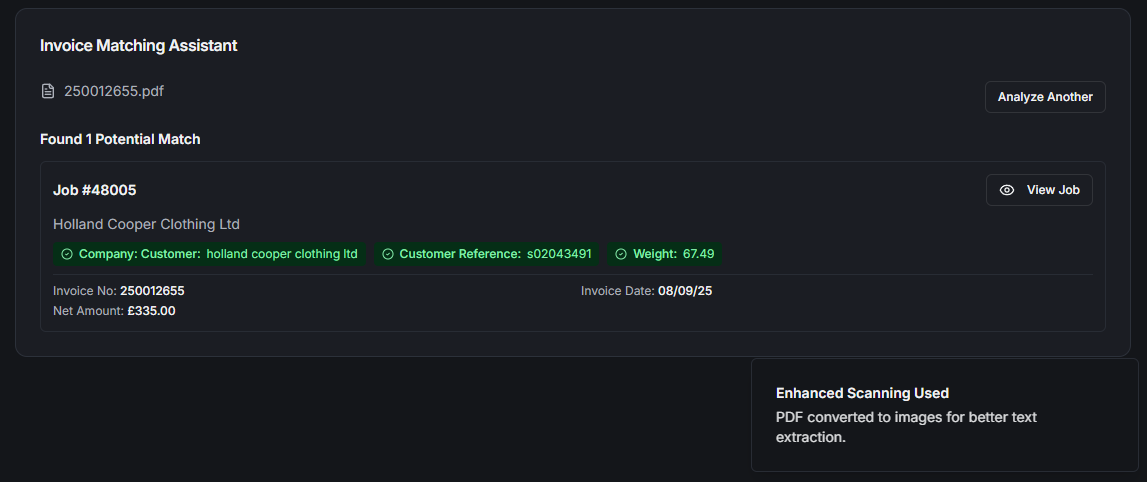 Invoice Matching Assistant
250012655.pdf
Analyze Another
Found 1 Potential Match
Job #48005
View Job
Holland Cooper Clothing Ltd
Company: Customer: holland cooper clothing ltd
Customer Reference: s02043491
Weight: 67.49
Invoice No: 250012655
Invoice Date: 08/09/25
Net Amount: £335.00
Enhanced Scanning Used
PDF converted to images for better text
extraction.